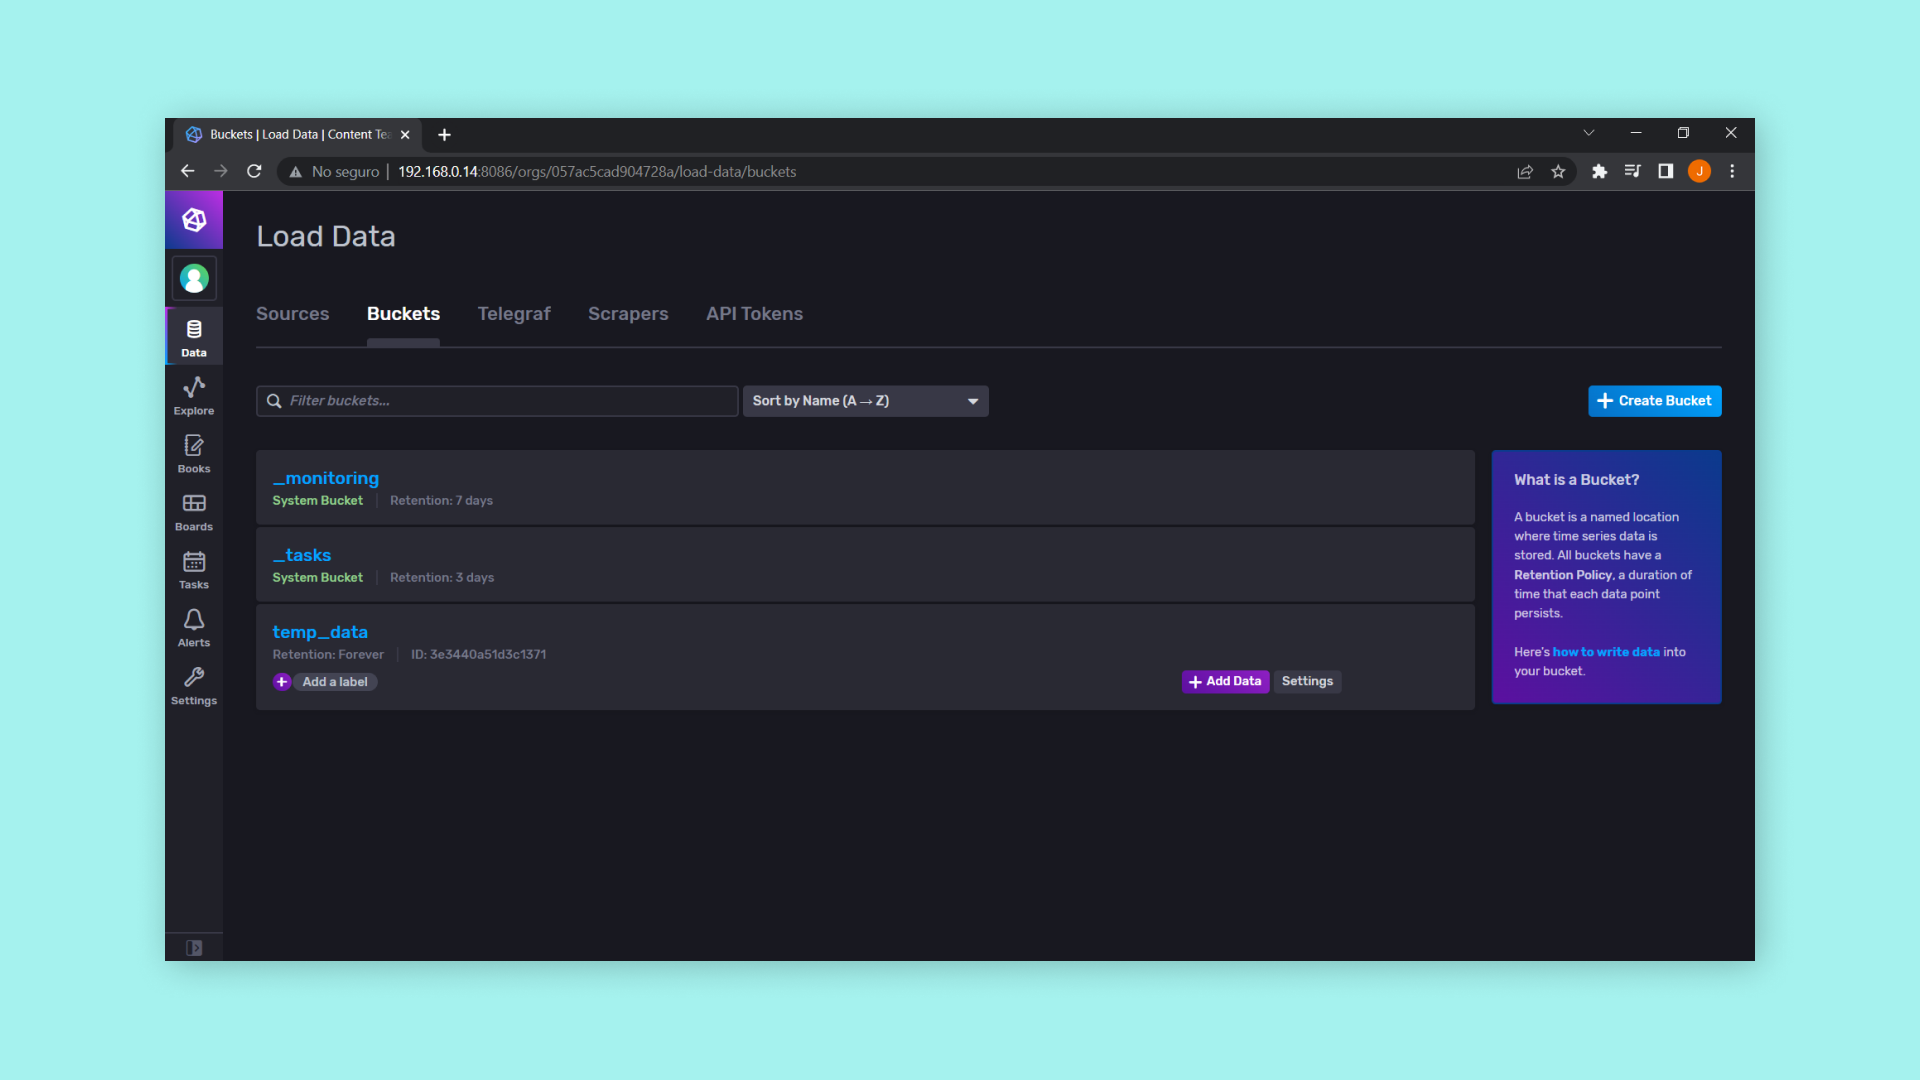 Buckets | Load Data | Content Tea
No seguro | 192.168.0.14:8086/orgs/057ac5cad904728a/load-data/buckets
J
Load Data
Sources Buckets Telegraf Scrapers API Tokens
Data
Explore
Books
Boards
Tasks
Alerts
Settings
Filter buckets...
Sort by Name (A → Z)
+ Create Bucket
_monitoring
System Bucket Retention: 7 days
_tasks
System Bucket Retention: 3 days
temp_data
Retention: Forever ID: 3e3440a51d3c1371
+ Add a label
+ Add Data Settings
What is a Bucket?
A bucket is a named location
where time series data is
stored. All buckets have a
Retention Policy, a duration of
time that each data point
persists.
Here's how to write data into
your bucket.